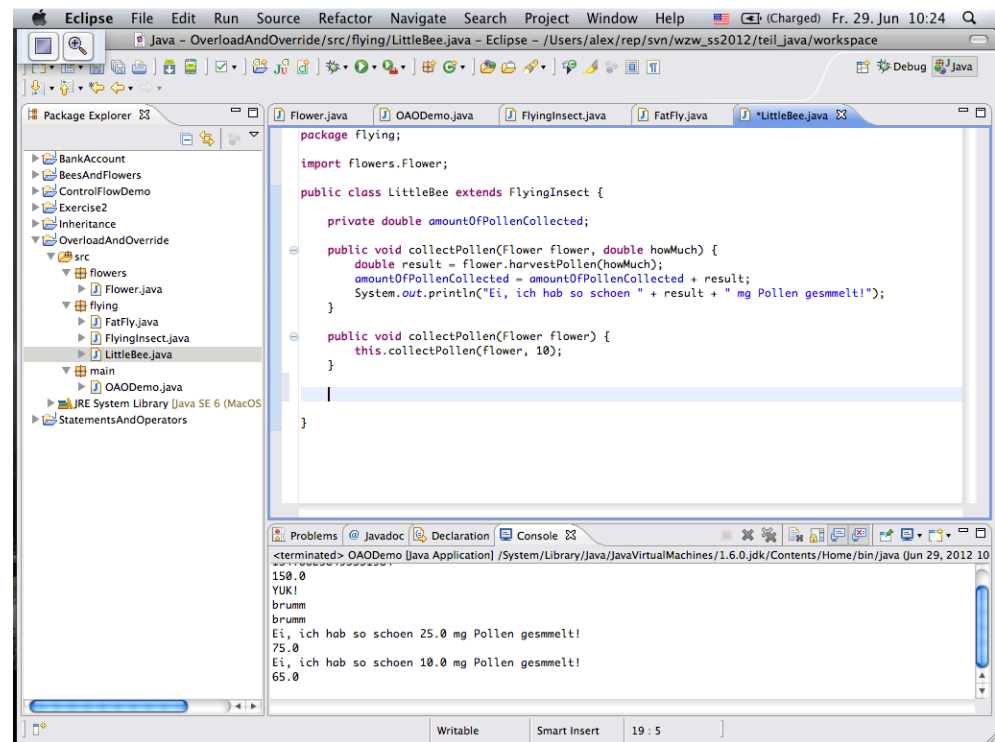 Eclipse File Edit Run Source Refactor Navigate Search Project Window Help (Charged) Fr. 29. Jun 10:24
Java – OverloadAndOverride/src/flying/LittleBee.java – Eclipse – /Users/alex/rep/svn/wzw_ss2012/teil_java/workspace
Debug Java
Package Explorer
BankAccount
BeesAndFlowers
ControlFlowDemo
Exercise2
Inheritance
OverloadAndOverride
src
flowers
Flower.java
flying
FatFly.java
FlyingInsect.java
LittleBee.java
main
OAODemo.java
JRE System Library [Java SE 6 (MacOS
StatementsAndOperators
Flower.java OAODemo.java FlyingInsect.java FatFly.java *LittleBee.java
package flying;
import flowers.Flower;
public class LittleBee extends FlyingInsect {
private double amountOfPollenCollected;
public void collectPollen(Flower flower, double howMuch) {
double result = flower.harvestPollen(howMuch);
amountOfPollenCollected = amountOfPollenCollected + result;
System.out.println("Ei, ich hab so schoen " + result + " mg Pollen gesmmelt!");
}
public void collectPollen(Flower flower) {
this.collectPollen(flower, 10);
}
}
Problems @ Javadoc Declaration Console
<terminated> OAODemo [Java Application] /System/Library/Java/JavaVirtualMachines/1.6.0.jdk/Contents/Home/bin/java (Jun 29, 2012 10
150.0
YUK!
brumm
brumm
Ei, ich hab so schoen 25.0 mg Pollen gesmmelt!
75.0
Ei, ich hab so schoen 10.0 mg Pollen gesmmelt!
65.0
Writable Smart Insert 19 : 5